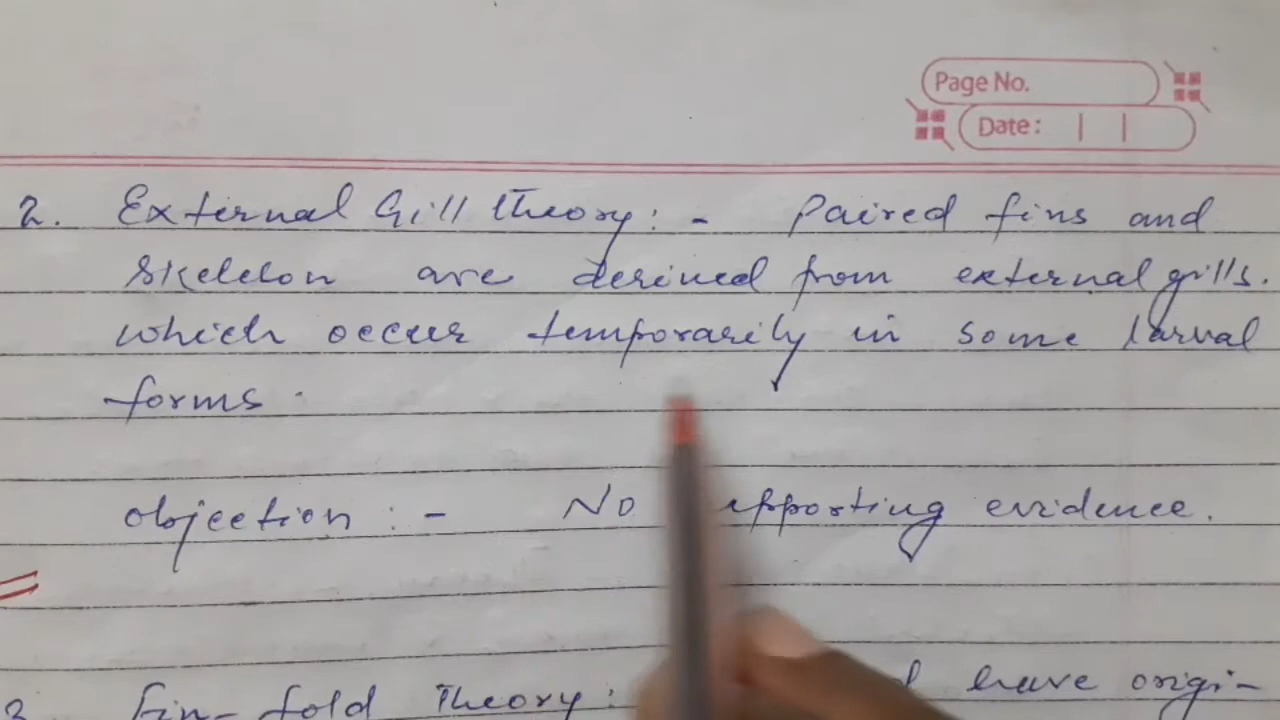 Page No.
Date:
2. External Gill theory: - Paired fins and
skeleton are derived from external gills.
which occur temporarily in some larval
forms.
objection :- No supporting evidence.
3. Fin-fold Theory: have origi-